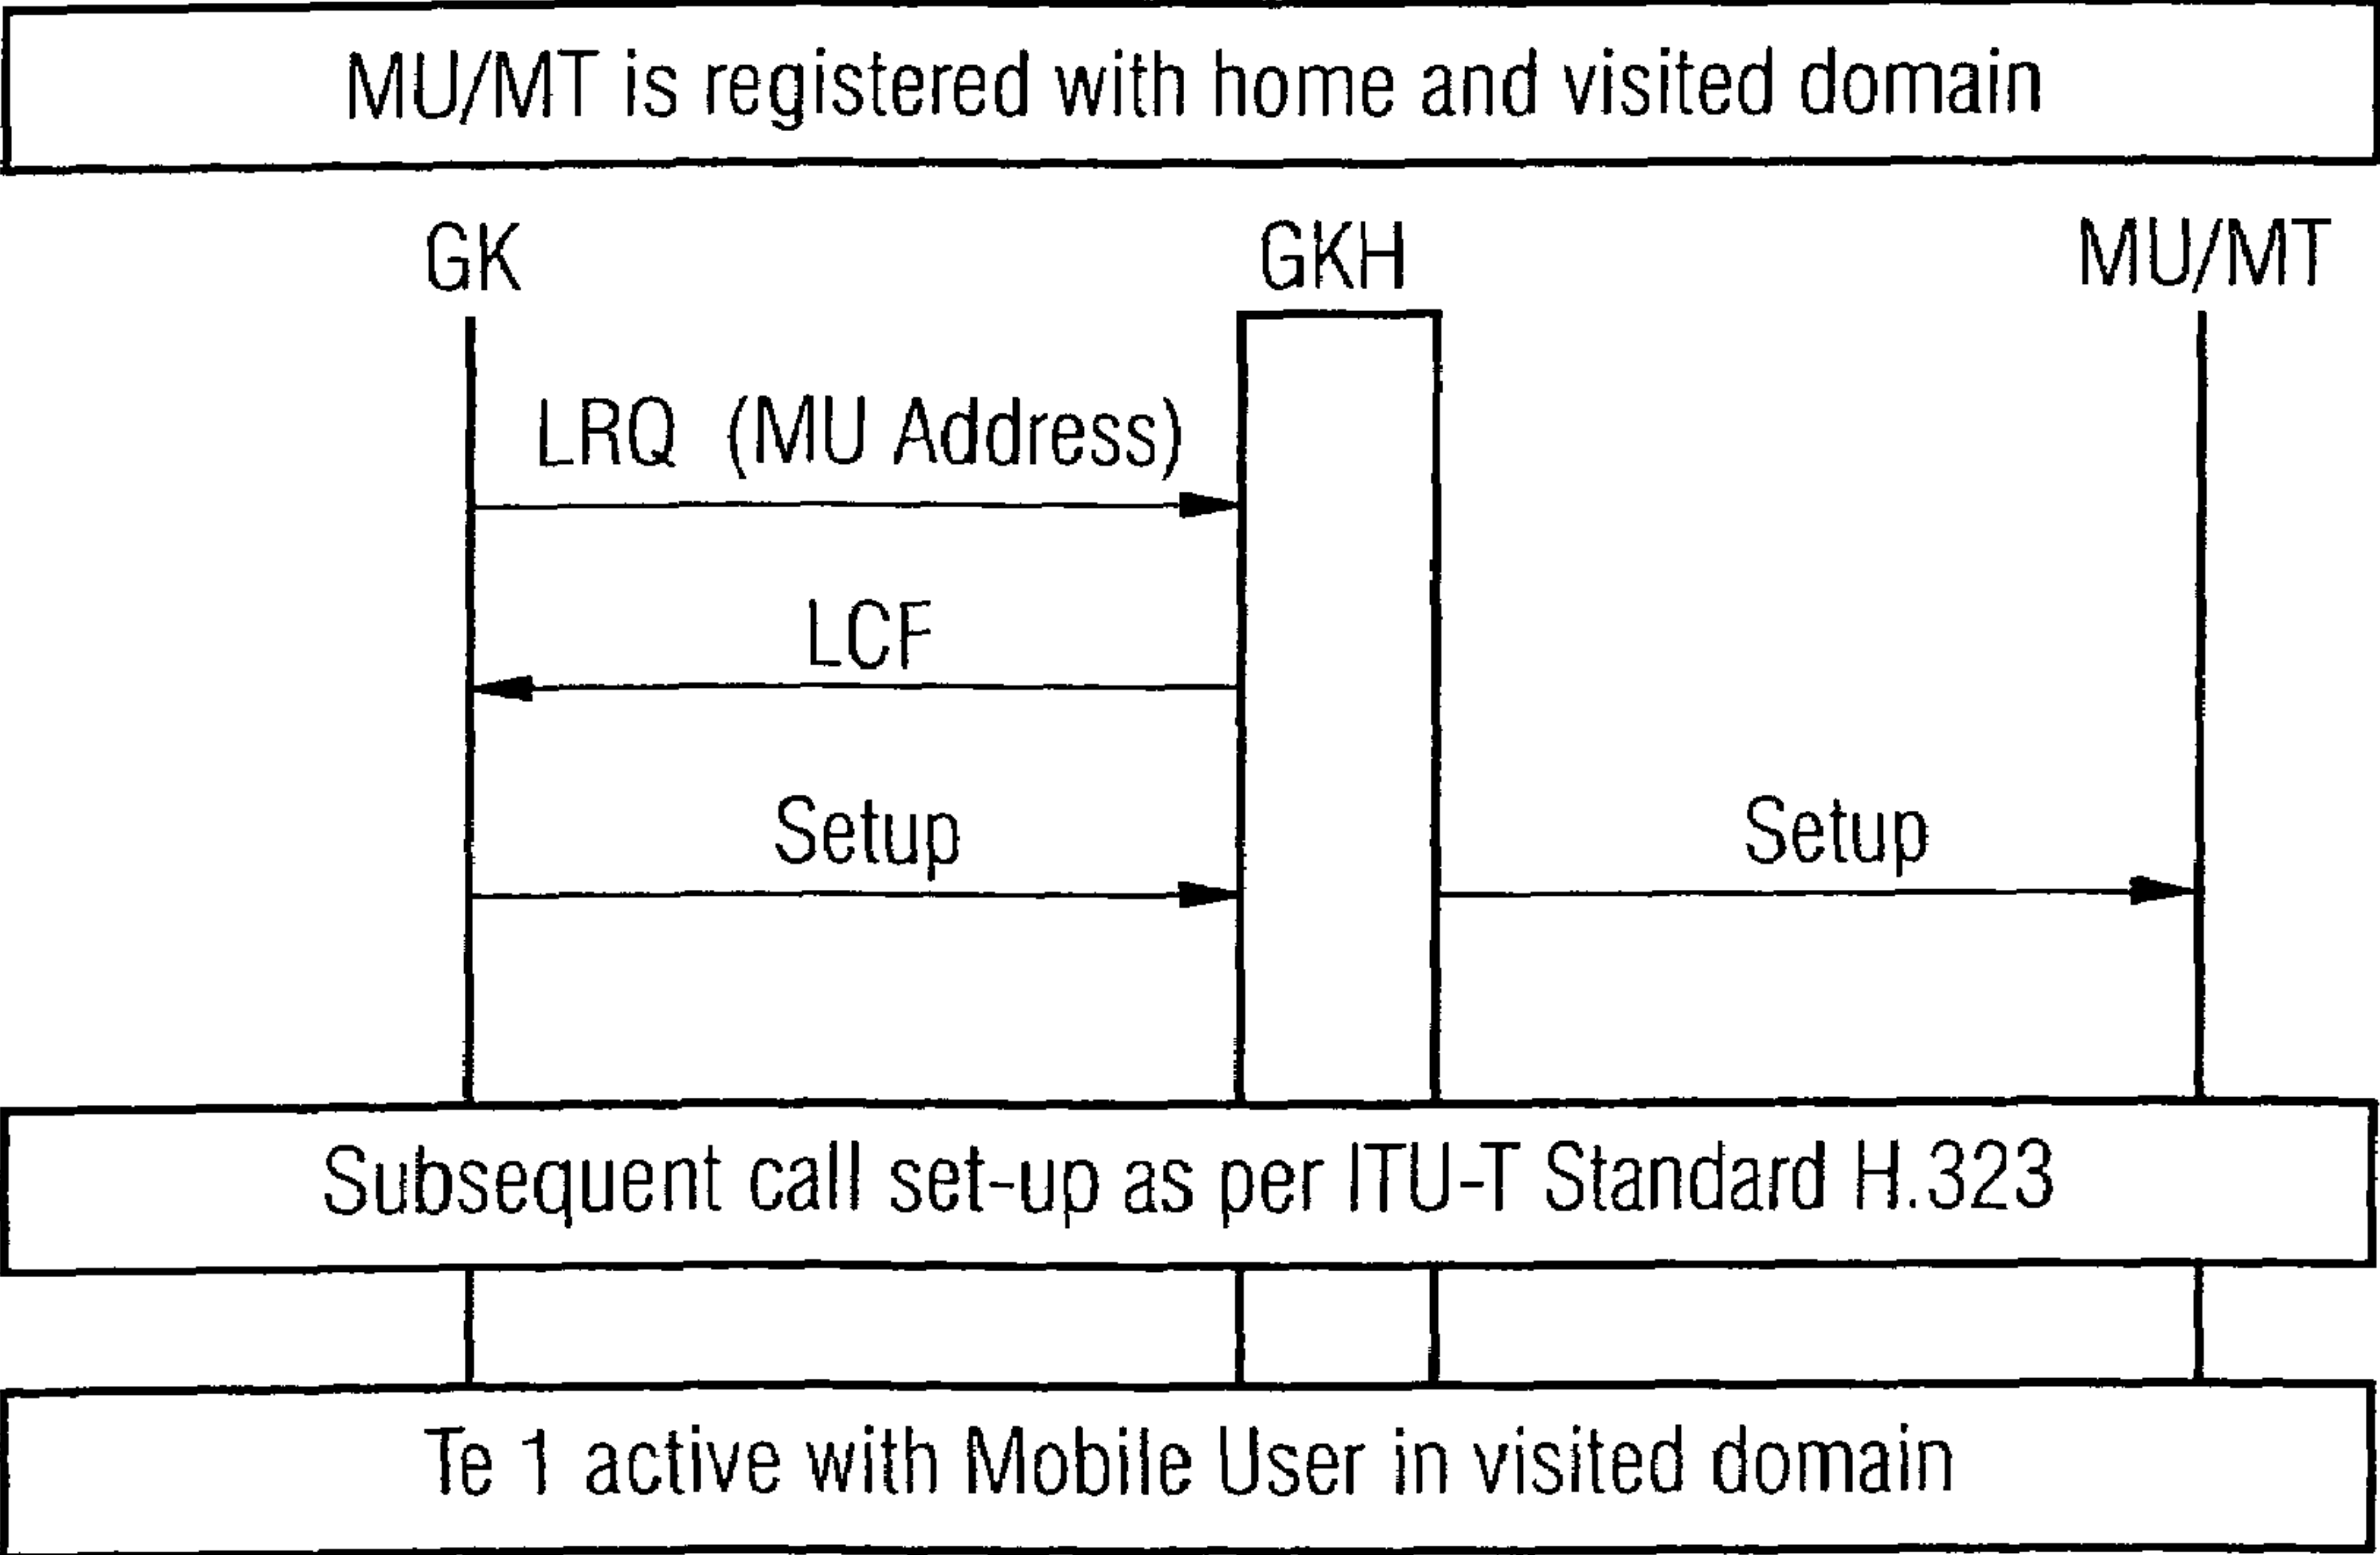 MU/MT is registered with home and visited domain
GK GKH MU/MT
LRQ (MU Address)
LCF
Setup Setup
Subsequent call set-up as per ITU-T Standard H.323
Te 1 active with Mobile User in visited domain